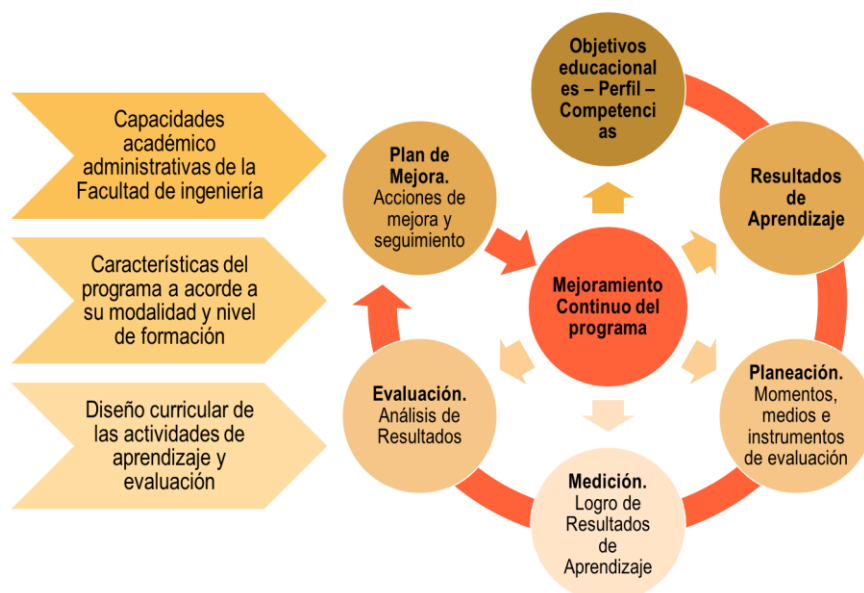 Capacidades
académico
administrativas de la
Facultad de ingeniería
Características del
programa a acorde a
su modalidad y nivel
de formación
Diseño curricular de
las actividades de
aprendizaje y
evaluación
Objetivos
educacional
es – Perfil –
Competenci
as
Resultados
de
Aprendizaje
Planeación.
Momentos,
medios e
instrumentos
de evaluación
Medición.
Logro de
Resultados
de
Aprendizaje
Evaluación.
Análisis de
Resultados
Plan de
Mejora.
Acciones de
mejora y
seguimiento
Mejoramiento
Continuo del
programa